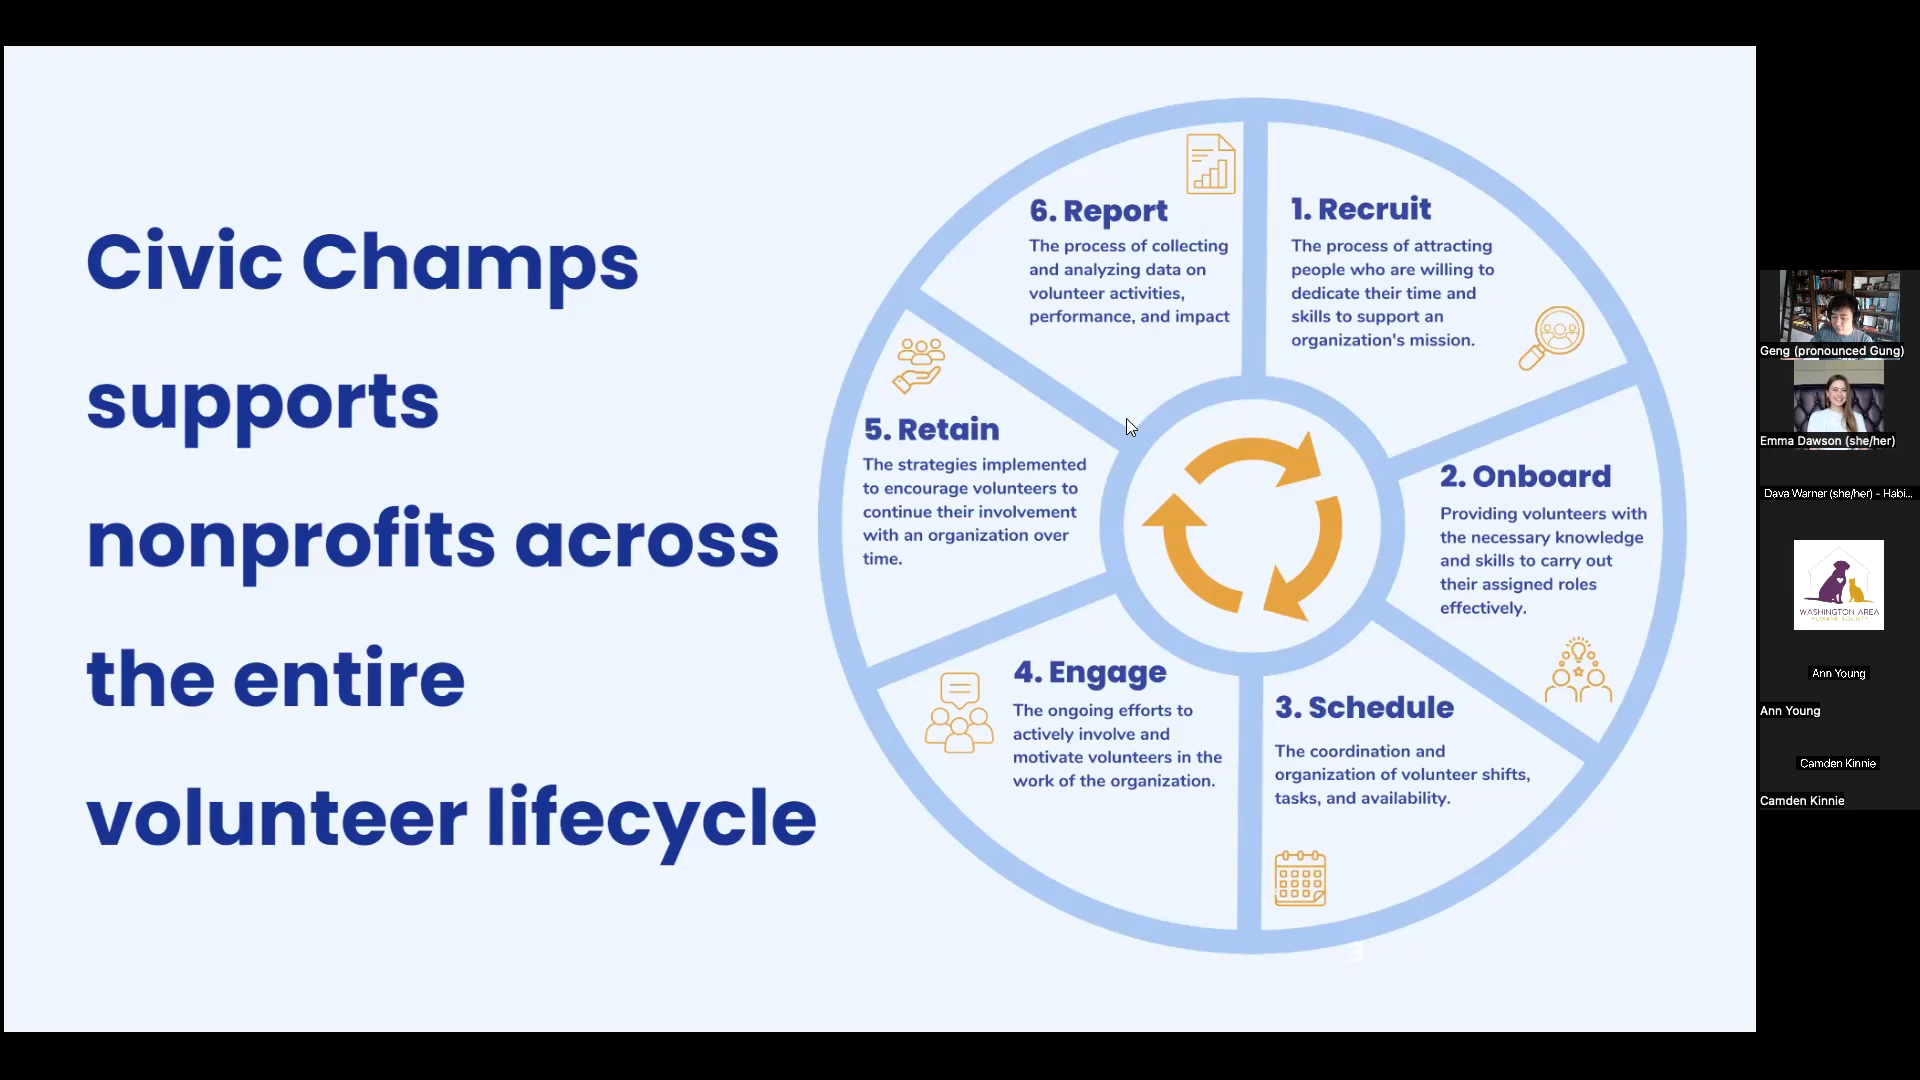 Civic Champs
supports
nonprofits across
the entire
volunteer lifecycle
1. Recruit
The process of attracting
people who are willing to
dedicate their time and
skills to support an
organization's mission.
2. Onboard
Providing volunteers with
the necessary knowledge
and skills to carry out
their assigned roles
effectively.
3. Schedule
The coordination and
organization of volunteer shifts,
tasks, and availability.
4. Engage
The ongoing efforts to
actively involve and
motivate volunteers in the
work of the organization.
5. Retain
The strategies implemented
to encourage volunteers to
continue their involvement
with an organization over
time.
6. Report
The process of collecting
and analyzing data on
volunteer activities,
performance, and impact
3
Geng (pronounced Gung)
Emma Dawson (she/her)
Dava Warner (she/her) - Habi...
WASHINGTON AREA
HUMANE SOCIETY
Ann Young
Ann Young
Camden Kinnie
Camden Kinnie